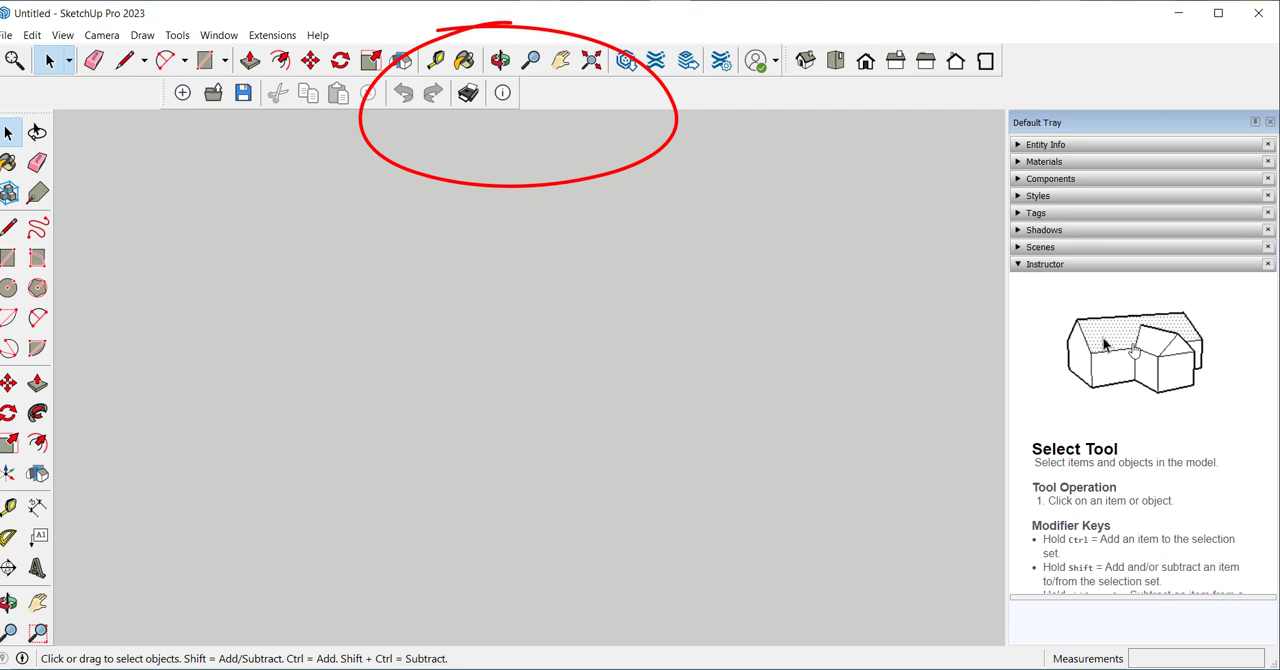 Untitled - SketchUp Pro 2023
File Edit View Camera Draw Tools Window Extensions Help
Default Tray
Entity Info
Materials
Components
Styles
Tags
Shadows
Scenes
Instructor
Select Tool
Select items and objects in the model.
Tool Operation
1. Click on an item or object.
Modifier Keys
• Hold Ctrl = Add an item to the selection
set.
• Hold Shift = Add and/or subtract an item
to/from the selection set.
A1
Click or drag to select objects. Shift = Add/Subtract. Ctrl = Add. Shift + Ctrl = Subtract.
Measurements